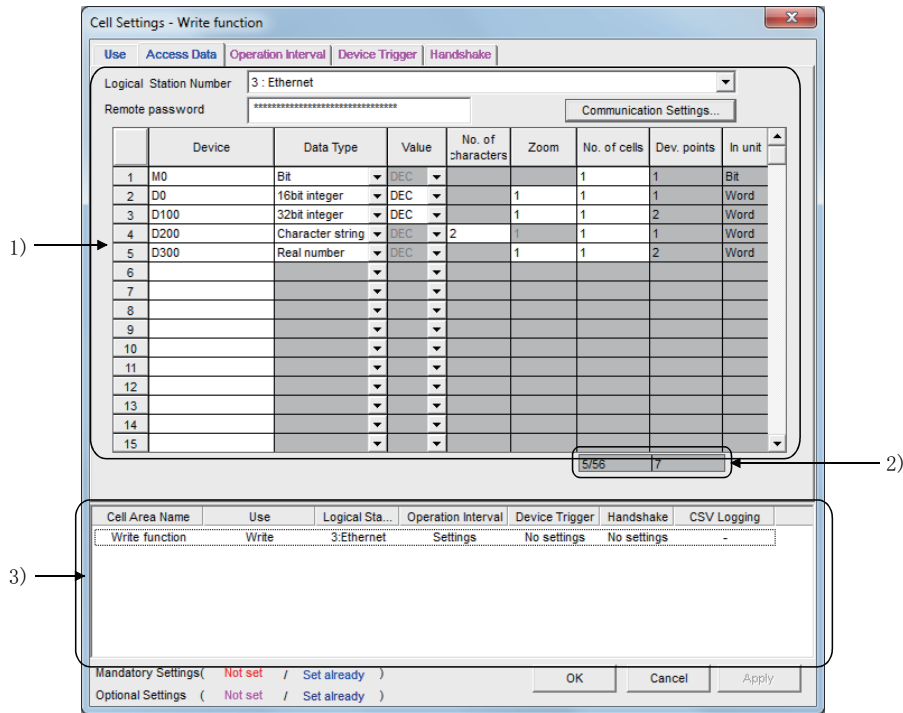 Cell Settings - Write function
x
Use Access Data Operation Interval Device Trigger Handshake
Logical Station Number 3 : Ethernet
Remote password ********************************
Communication Settings...
Device Data Type Value No. of characters Zoom No. of cells Dev. points In unit
1 M0 Bit DEC 1 1 Bit
2 D0 16bit integer DEC 1 1 1 Word
3 D100 32bit integer DEC 1 1 2 Word
4 D200 Character string DEC 2 1 1 1 Word
5 D300 Real number DEC 1 1 2 Word
6
7
8
9
10
11
12
13
14
15
5/56 7
1)
2)
Cell Area Name Use Logical Sta... Operation Interval Device Trigger Handshake CSV Logging
Write function Write 3:Ethernet Settings No settings No settings -
3)
Mandatory Settings( Not set / Set already )
Optional Settings ( Not set / Set already )
OK Cancel Apply